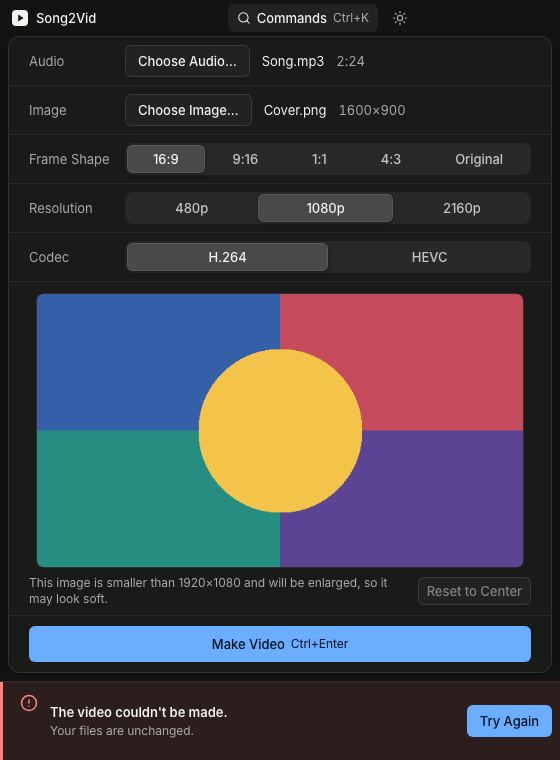 Song2Vid
Commands Ctrl+K
Audio Choose Audio... Song.mp3 2:24
Image Choose Image... Cover.png 1600×900
Frame Shape 16:9 9:16 1:1 4:3 Original
Resolution 480p 1080p 2160p
Codec H.264 HEVC
This image is smaller than 1920×1080 and will be enlarged, so it
may look soft.
Reset to Center
Make Video Ctrl+Enter
The video couldn't be made.
Your files are unchanged.
Try Again